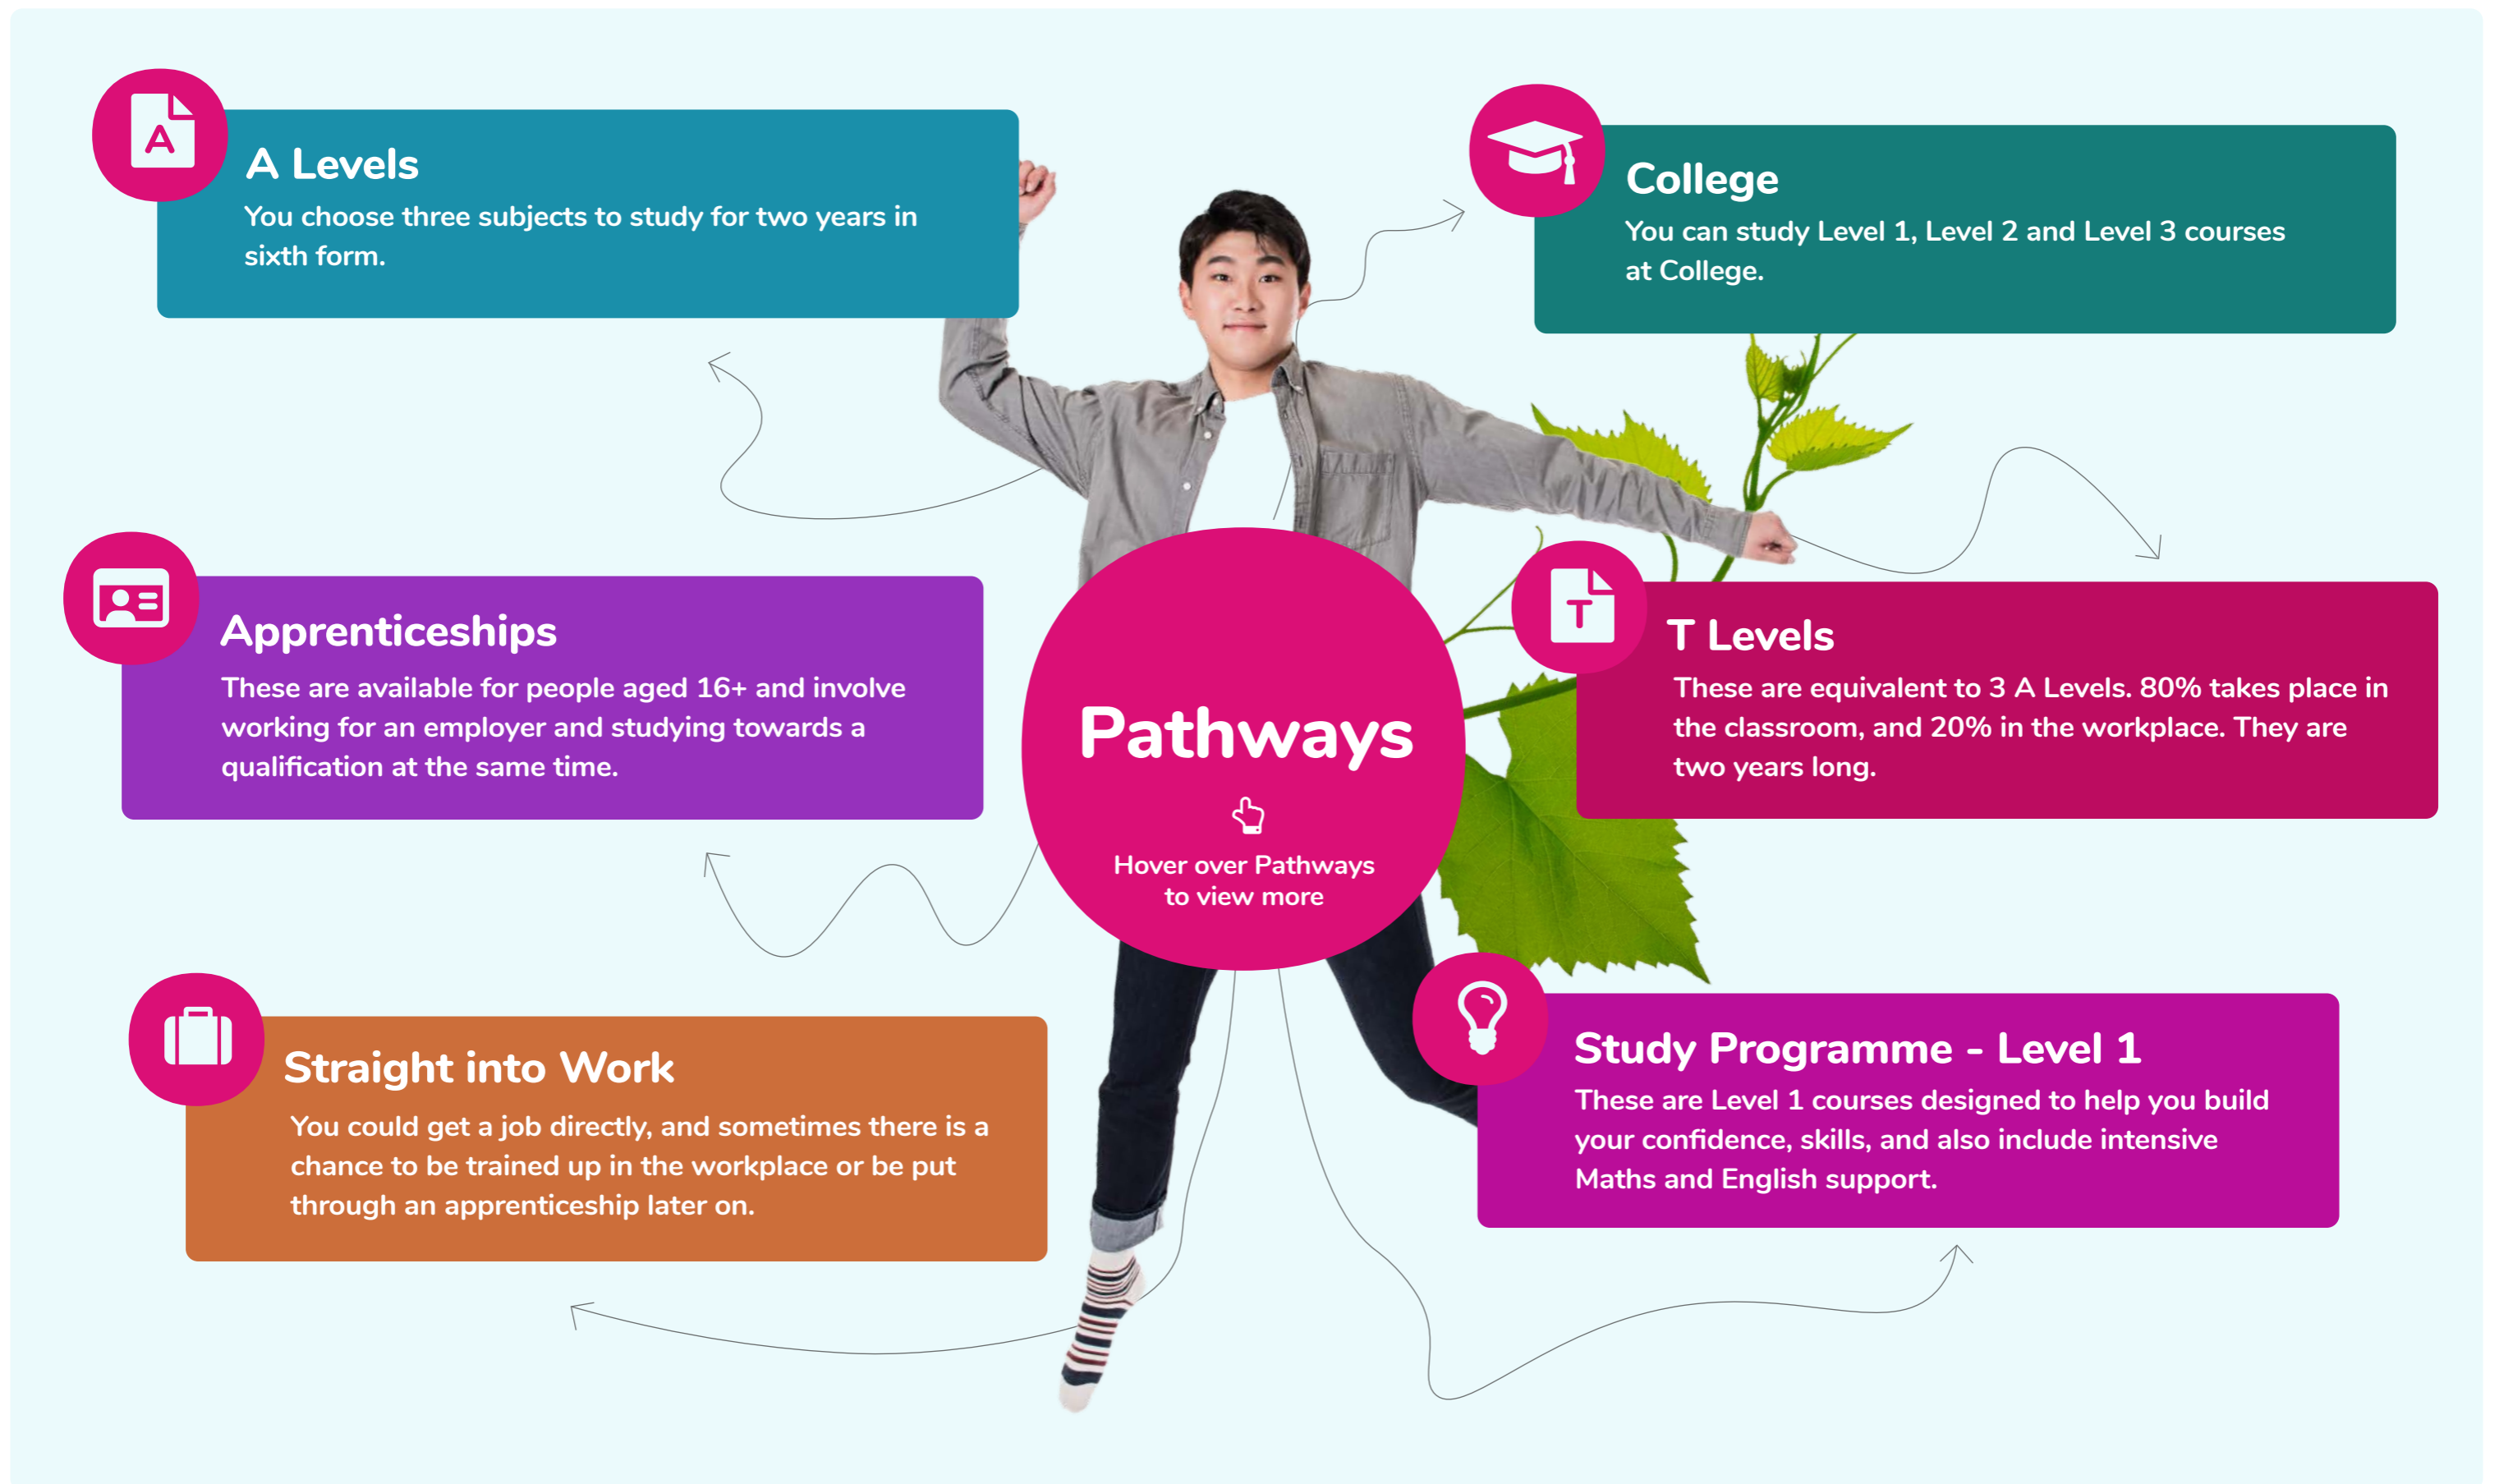 A
A Levels
You choose three subjects to study for two years in
sixth form.
College
You can study Level 1, Level 2 and Level 3 courses
at College.
Apprenticeships
These are available for people aged 16+ and involve
working for an employer and studying towards a
qualification at the same time.
Pathways
Hover over Pathways
to view more
T
T Levels
These are equivalent to 3 A Levels. 80% takes place in
the classroom, and 20% in the workplace. They are
two years long.
Straight into Work
You could get a job directly, and sometimes there is a
chance to be trained up in the workplace or be put
through an apprenticeship later on.
Study Programme - Level 1
These are Level 1 courses designed to help you build
your confidence, skills, and also include intensive
Maths and English support.